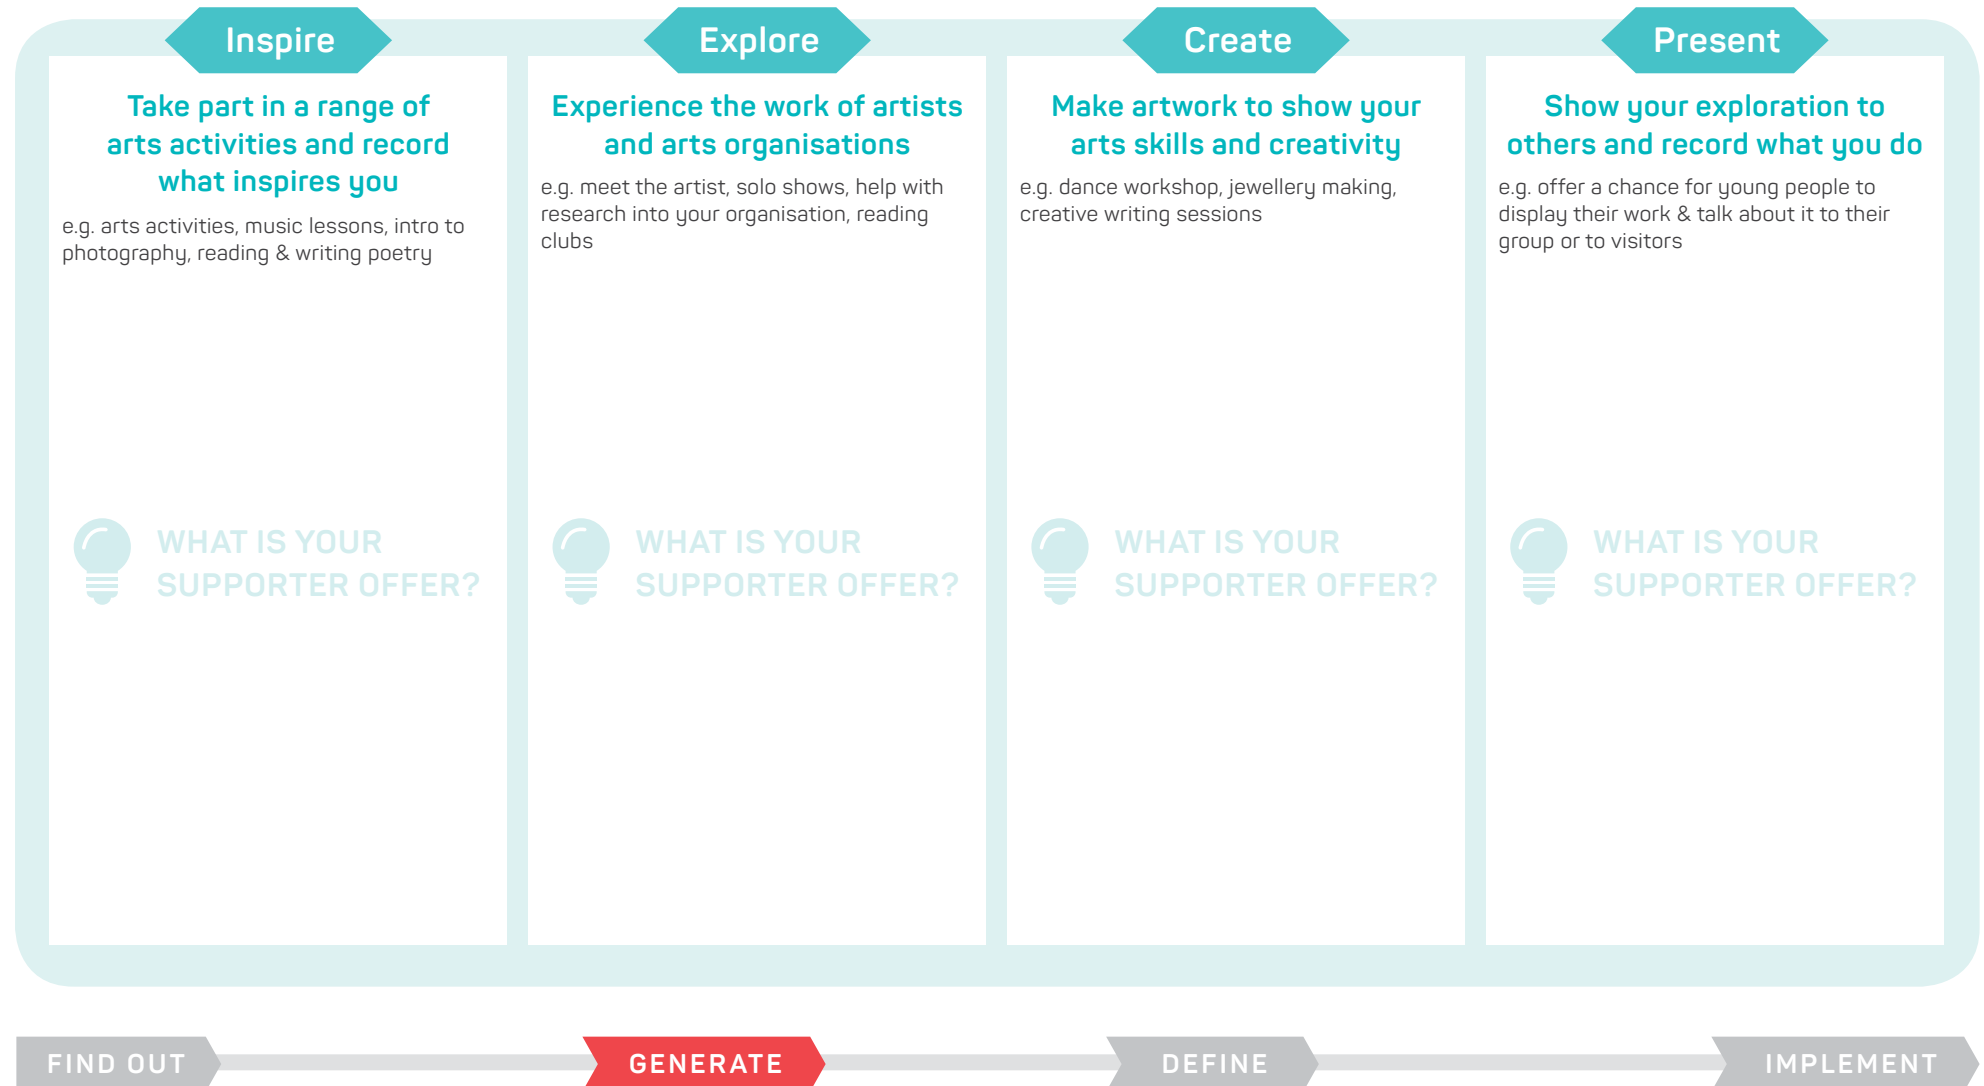 Inspire
Take part in a range of
arts activities and record
what inspires you
e.g. arts activities, music lessons, intro to
photography, reading & writing poetry
WHAT IS YOUR
SUPPORTER OFFER?
Explore
Experience the work of artists
and arts organisations
e.g. meet the artist, solo shows, help with
research into your organisation, reading
clubs
WHAT IS YOUR
SUPPORTER OFFER?
Create
Make artwork to show your
arts skills and creativity
e.g. dance workshop, jewellery making,
creative writing sessions
WHAT IS YOUR
SUPPORTER OFFER?
Present
Show your exploration to
others and record what you do
e.g. offer a chance for young people to
display their work & talk about it to their
group or to visitors
WHAT IS YOUR
SUPPORTER OFFER?
FIND OUT
GENERATE
DEFINE
IMPLEMENT